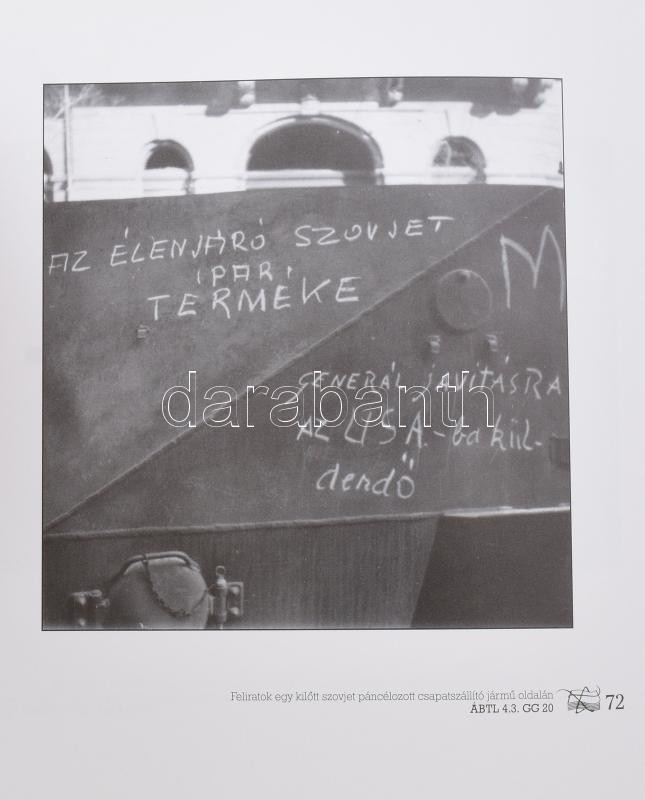 AZ ÉLENJÁRÓ SZOVJET
IPARI
TERMÉKE
M
GENERÁL JAVÍTÁSRA
AZ USA.-ba kül-
dendő
darabanth
Feliratok egy kilőtt szovjet páncélozott csapatszállító jármű oldalán
ÁBTL 4.3. GG 20
72